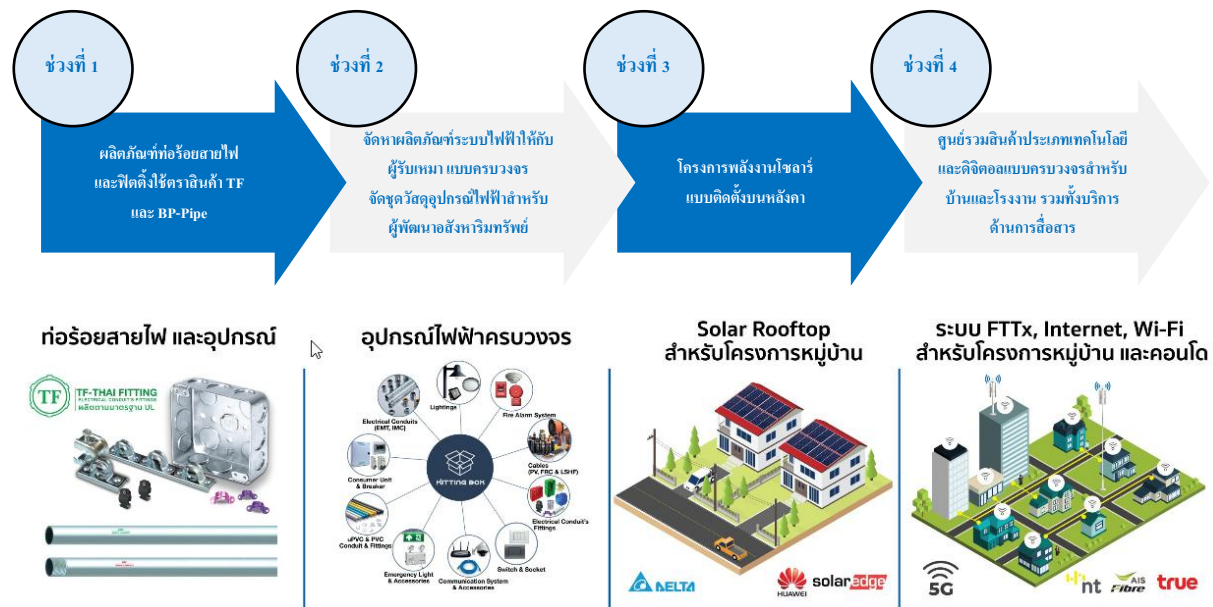 ช่วงที่ 1
ช่วงที่ 2
ช่วงที่ 3
ช่วงที่ 4
ผลิตภัณฑ์ท่อร้อยสายไฟ
และฟิตติ้งใช้ตราสินค้า TF
และ BP-Pipe
จัดหาผลิตภัณฑ์ระบบไฟฟ้าให้กับ
ผู้รับเหมา แบบครบวงจร
จัดชุดวัสดุอุปกรณ์ไฟฟ้าสำหรับ
ผู้พัฒนาอสังหาริมทรัพย์
โครงการพลังงานโซลาร์
แบบติดตั้งบนหลังคา
ศูนย์รวมสินค้าประเภทเทคโนโลยี
และดิจิตอลแบบครบวงจรสำหรับ
บ้านและโรงงาน รวมทั้งบริการ
ด้านการสื่อสาร
ท่อร้อยสายไฟ และอุปกรณ์
TF
TF-THAI FITTING
ELECTRICAL CONDUIT'S FITTINGS
ผลิตตามมาตรฐาน UL
อุปกรณ์ไฟฟ้าครบวงจร
Lightings
Fire Alarm System
Electrical Conduits
(EMT, IMC)
Cables
(PV, FRC & LSHF)
Consumer Unit
& Breaker
KITTING BOX
Electrical Conduit's
Fittings
uPVC & PVC
Conduit & Fittings
Switch & Socket
Emergency Light
& Accessories
Communication System
& Accessories
Solar Rooftop
สำหรับโครงการหมู่บ้าน
DELTA
HUAWEI
solaredge
ระบบ FTTx, Internet, Wi-Fi
สำหรับโครงการหมู่บ้าน และคอนโด
5G
nt
AIS
Fibre
true